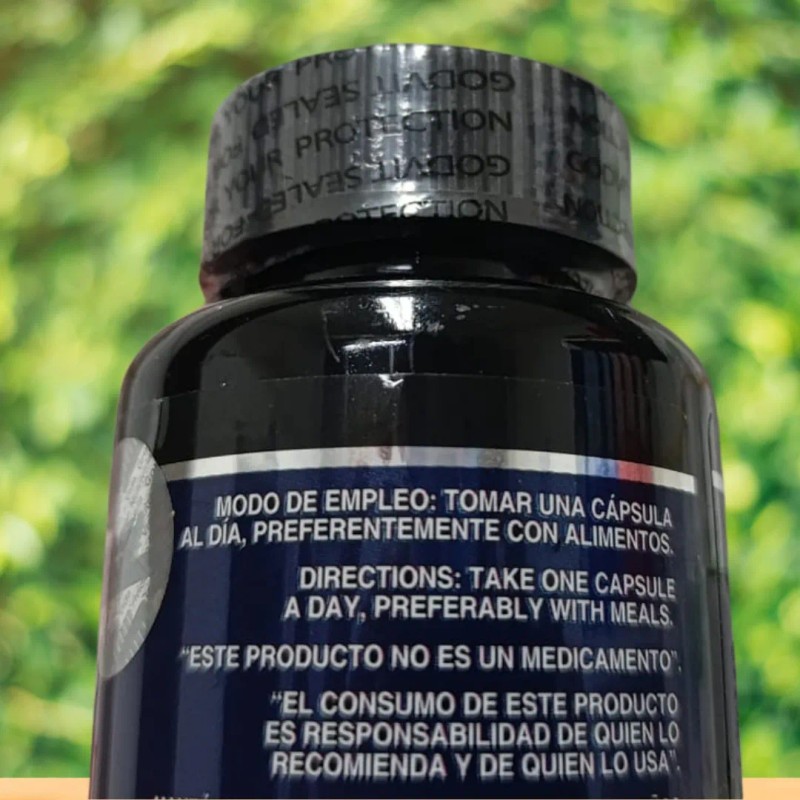 YOUR PROT
GODVIT SEALED
YOUR PROTECTION
GODVIT SEALED
PROTECTION
MODO DE EMPLEO: TOMAR UNA CÁPSULA
AL DÍA, PREFERENTEMENTE CON ALIMENTOS.
DIRECTIONS: TAKE ONE CAPSULE
A DAY, PREFERABLY WITH MEALS.
“ESTE PRODUCTO NO ES UN MEDICAMENTO”.
“EL CONSUMO DE ESTE PRODUCTO
ES RESPONSABILIDAD DE QUIEN LO
RECOMIENDA Y DE QUIEN LO USA”.